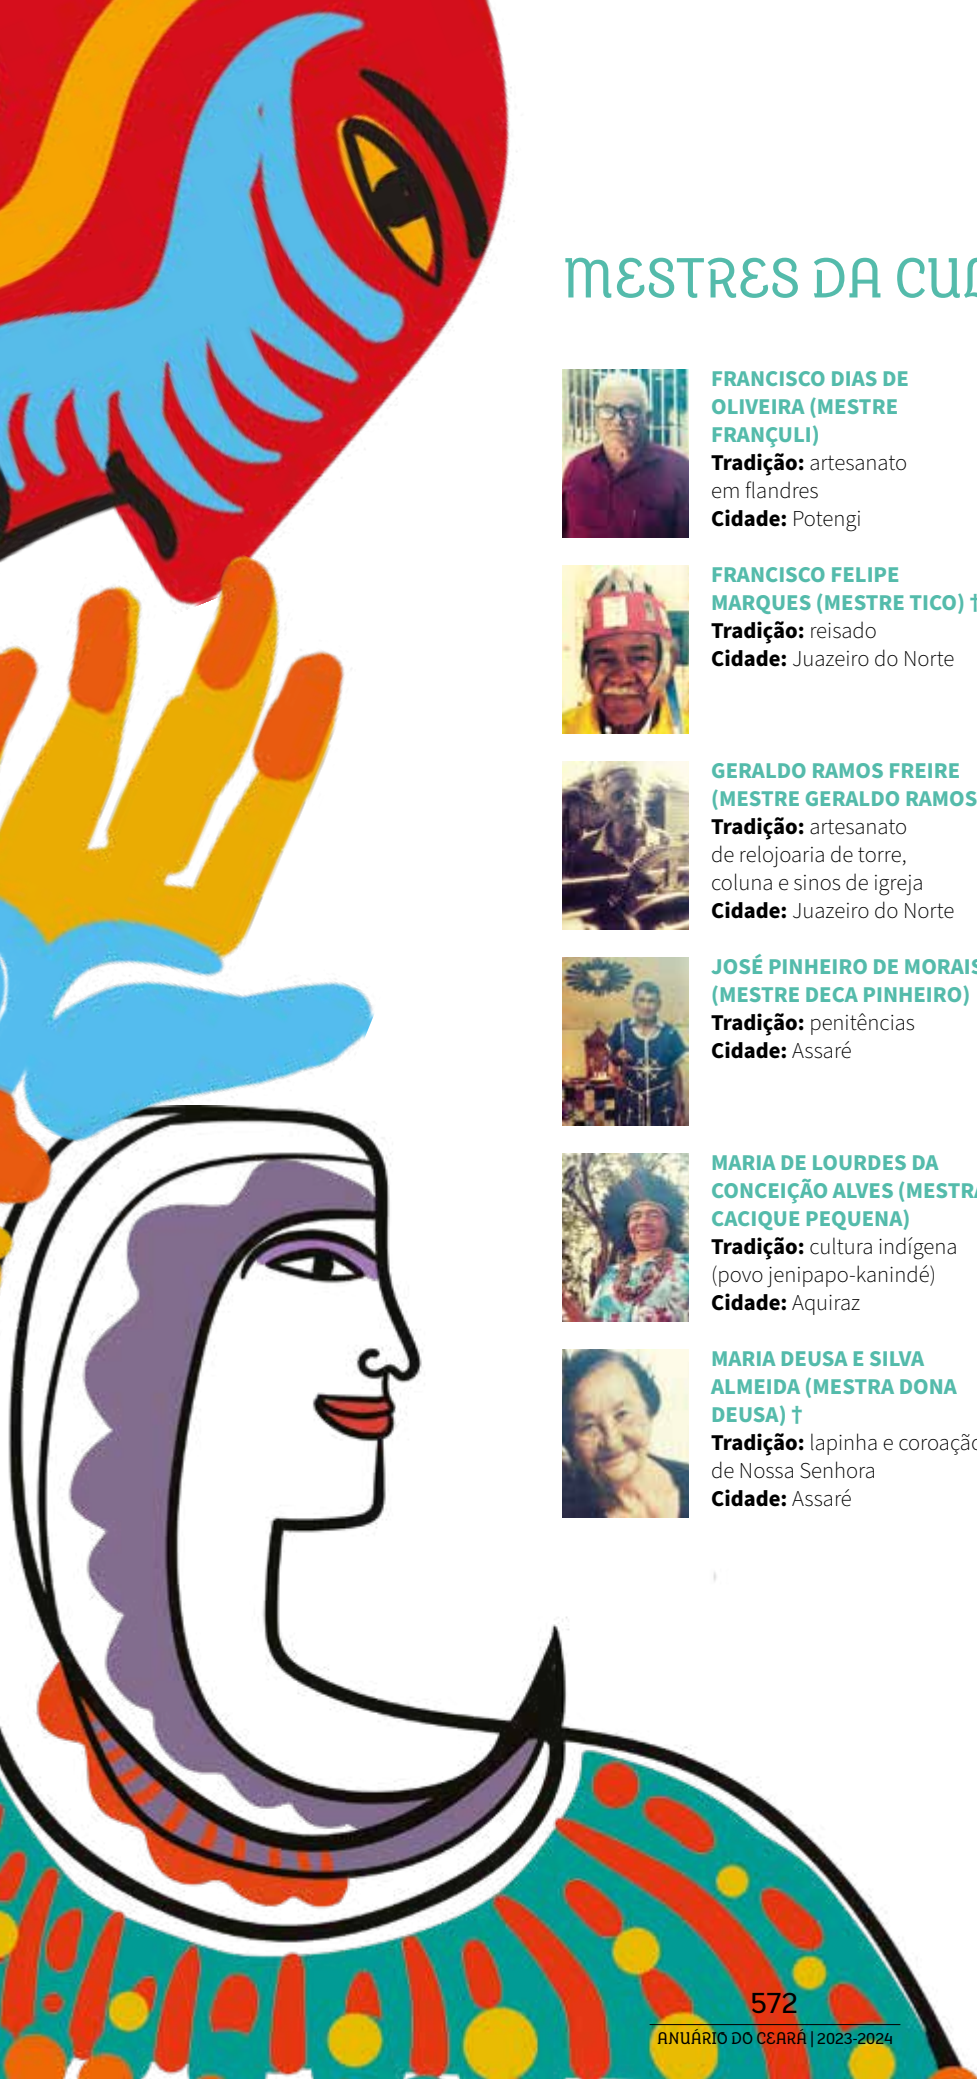 MESTRES DA CUL
FRANCISCO DIAS DE
OLIVEIRA (MESTRE
FRANÇULI)
Tradição: artesanato
em flandres
Cidade: Potengi
FRANCISCO FELIPE
MARQUES (MESTRE TICO) †
Tradição: reisado
Cidade: Juazeiro do Norte
GERALDO RAMOS FREIRE
(MESTRE GERALDO RAMOS
Tradição: artesanato
de relojoaria de torre,
coluna e sinos de igreja
Cidade: Juazeiro do Norte
JOSÉ PINHEIRO DE MORAIS
(MESTRE DECA PINHEIRO)
Tradição: penitências
Cidade: Assaré
MARIA DE LOURDES DA
CONCEIÇÃO ALVES (MESTRA
CACIQUE PEQUENA)
Tradição: cultura indígena
(povo jenipapo-kanindé)
Cidade: Aquiraz
MARIA DEUSA E SILVA
ALMEIDA (MESTRA DONA
DEUSA) †
Tradição: lapinha e coroação
de Nossa Senhora
Cidade: Assaré
572
ANUÁRIO DO CEARÁ | 2023-2024